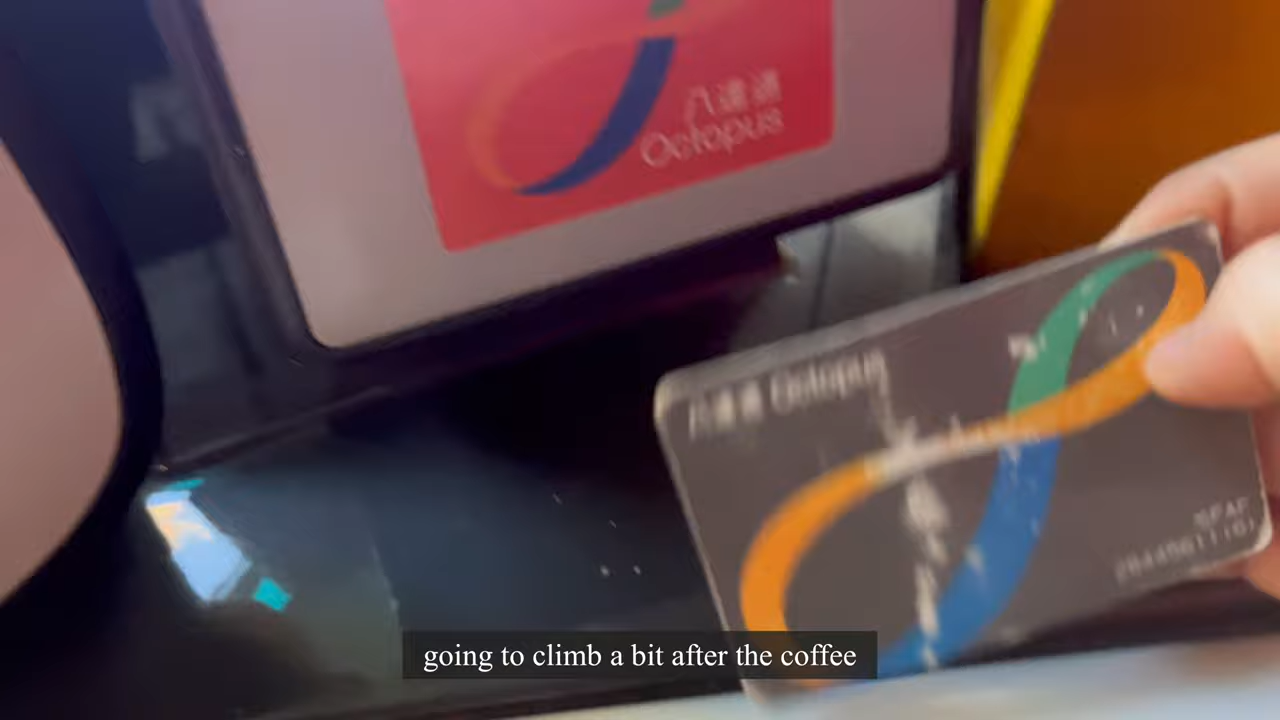 八達通
Octopus
八達通 Octopus
going to climb a bit after the coffee